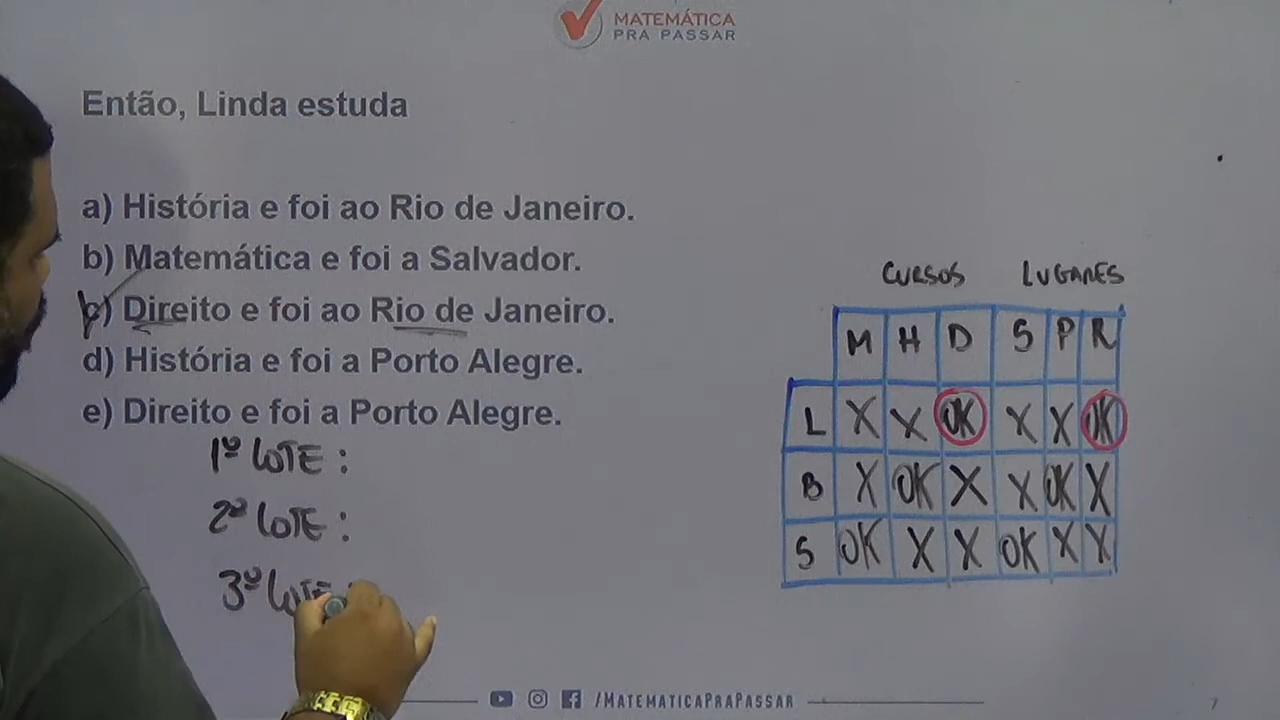 MATEMÁTICA
PRA PASSAR
Então, Linda estuda
a) História e foi ao Rio de Janeiro.
b) Matemática e foi a Salvador.
c) Direito e foi ao Rio de Janeiro.
d) História e foi a Porto Alegre.
e) Direito e foi a Porto Alegre.
1º LOTE :
2º LOTE :
3º LOTE :
CURSOS LUGARES
M H D S P R
L X X OK X X OK
B X OK X X OK X
S OK X X OK X X
/MATEMATICAPRAPASSAR
7